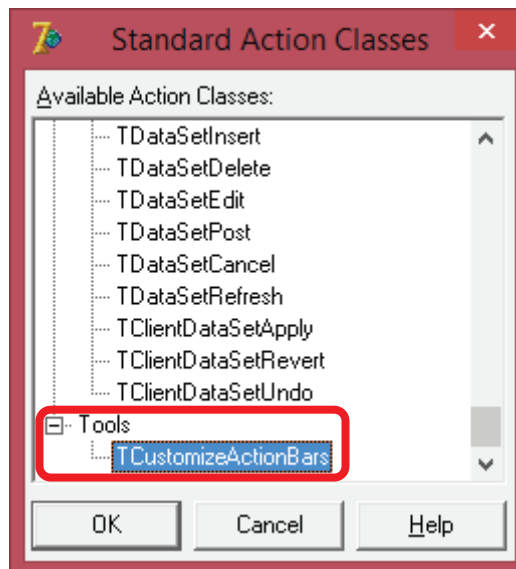 Standard Action Classes
Available Action Classes:
TDataSetInsert
TDataSetDelete
TDataSetEdit
TDataSetPost
TDataSetCancel
TDataSetRefresh
TClientDataSetApply
TClientDataSetRevert
TClientDataSetUndo
Tools
TCustomizeActionBars
OK Cancel Help